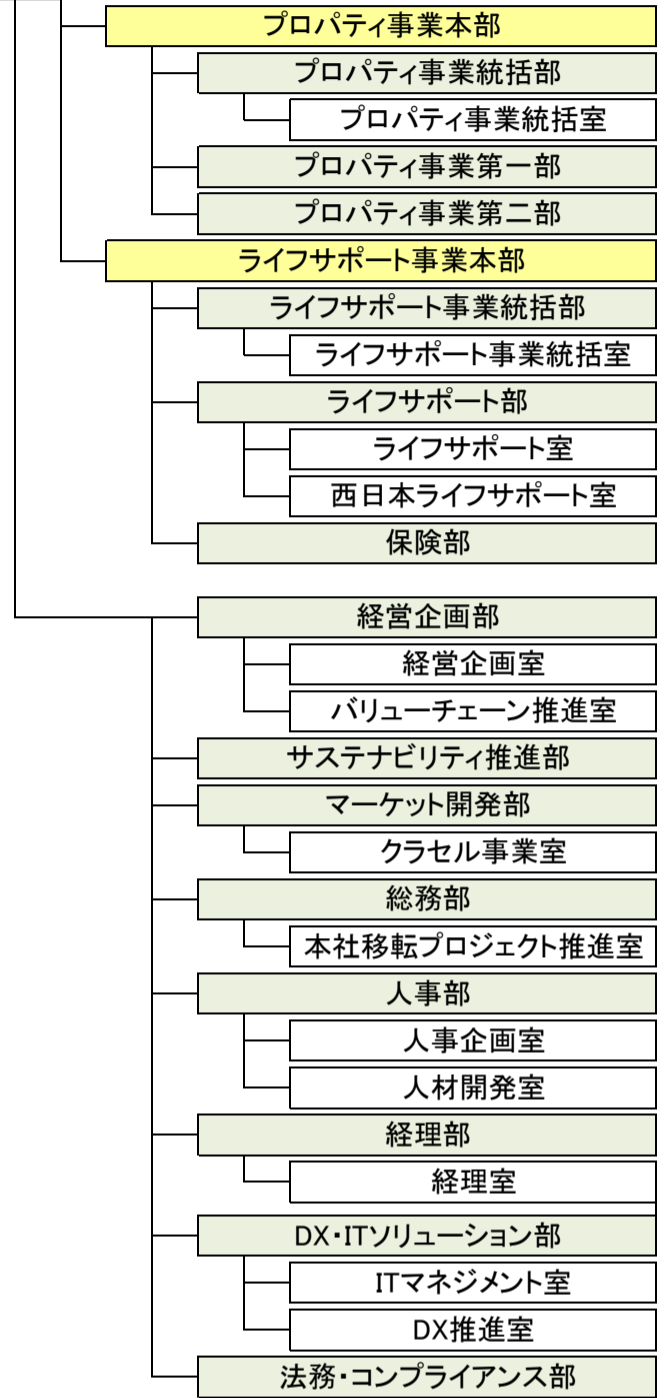 プロパティ事業本部
プロパティ事業統括部
プロパティ事業統括室
プロパティ事業第一部
プロパティ事業第二部
ライフサポート事業本部
ライフサポート事業統括部
ライフサポート事業統括室
ライフサポート部
ライフサポート室
西日本ライフサポート室
保険部
経営企画部
経営企画室
バリューチェーン推進室
サステナビリティ推進部
マーケット開発部
クラセル事業室
総務部
本社移転プロジェクト推進室
人事部
人事企画室
人材開発室
経理部
経理室
DX・ITソリューション部
ITマネジメント室
DX推進室
法務・コンプライアンス部